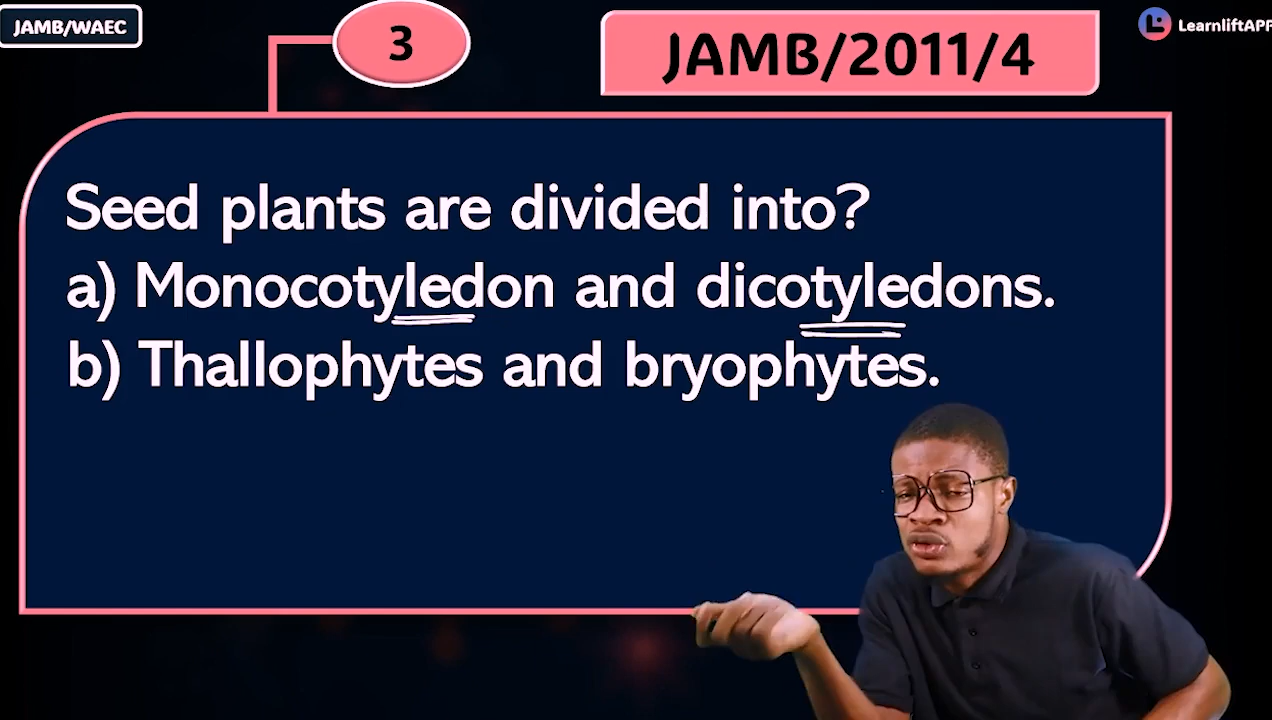 JAMB/WAEC
3
JAMB/2011/4
LearnliftAPP
Seed plants are divided into?
a) Monocotyledon and dicotyledons.
b) Thallophytes and bryophytes.